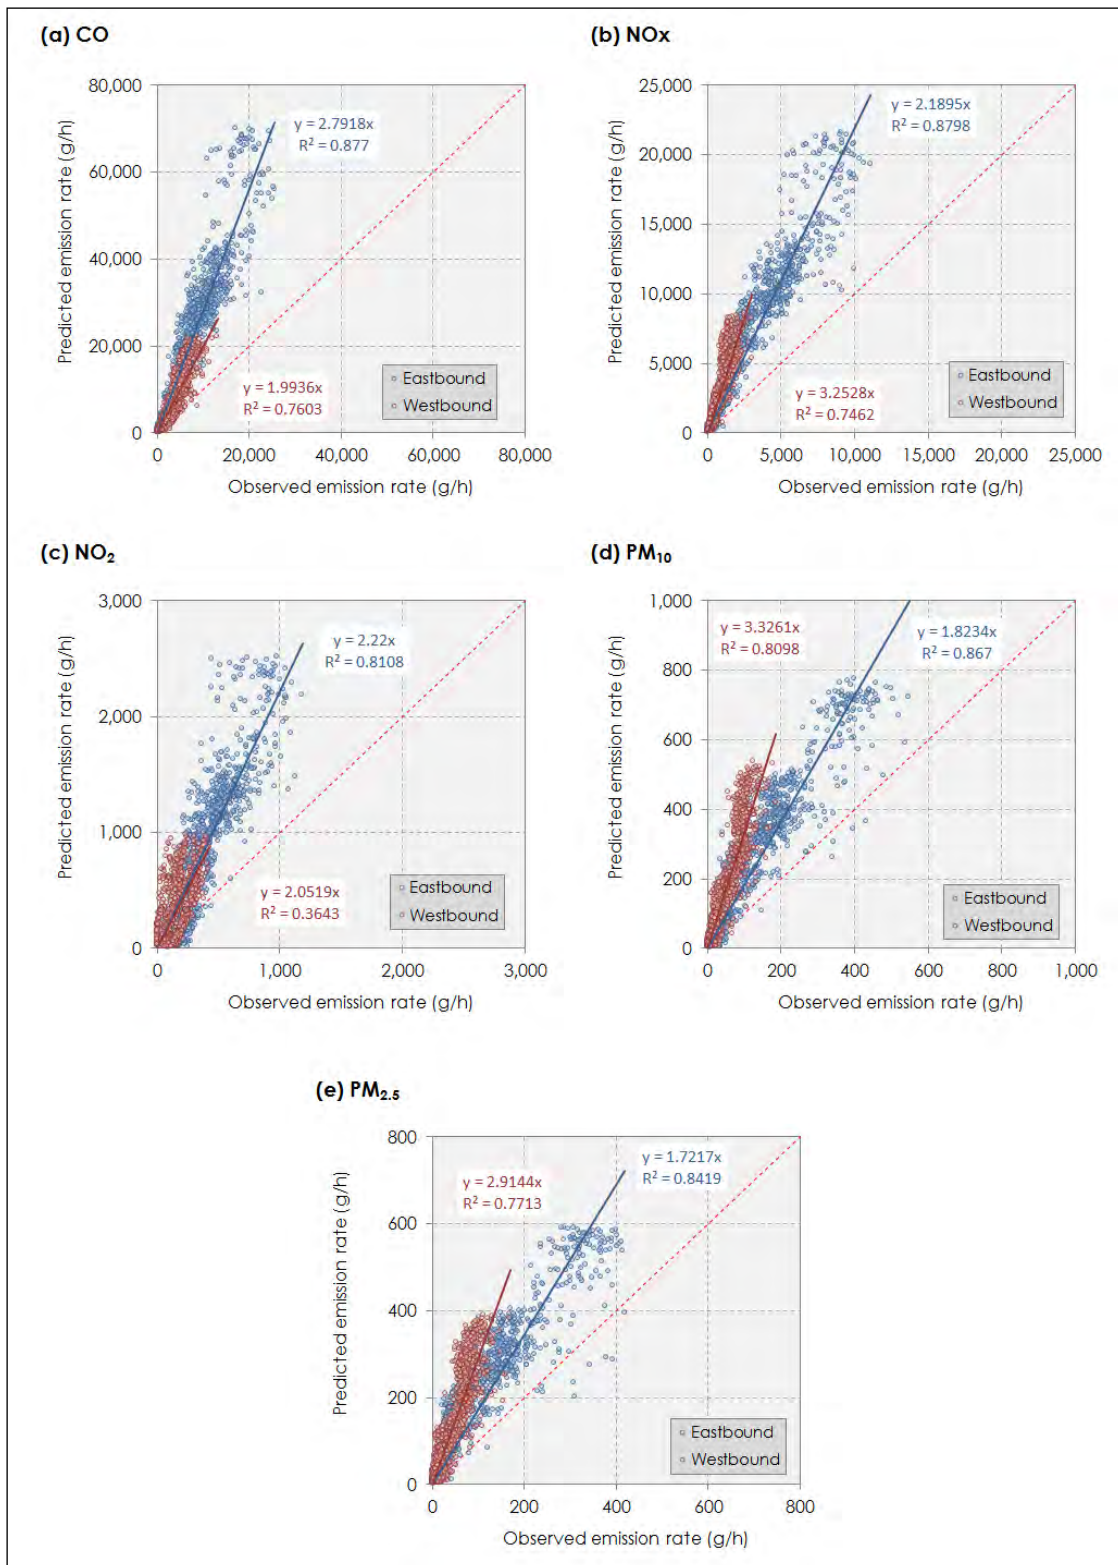 (a) CO
80,000
60,000
40,000
20,000
0
Predicted emission rate (g/h)
y = 2.7918x
R² = 0.877
y = 1.9936x
R² = 0.7603
Eastbound
Westbound
0 20,000 40,000 60,000 80,000
Observed emission rate (g/h)
(b) NOx
25,000
20,000
15,000
10,000
5,000
0
Predicted emission rate (g/h)
y = 2.1895x
R² = 0.8798
y = 3.2528x
R² = 0.7462
Eastbound
Westbound
0 5,000 10,000 15,000 20,000 25,000
Observed emission rate (g/h)
(c) NO₂
3,000
2,000
1,000
0
Predicted emission rate (g/h)
y = 2.22x
R² = 0.8108
y = 2.0519x
R² = 0.3643
Eastbound
Westbound
0 1,000 2,000 3,000
Observed emission rate (g/h)
(d) PM₁₀
1,000
800
600
400
200
0
Predicted emission rate (g/h)
y = 3.3261x
R² = 0.8098
y = 1.8234x
R² = 0.867
Eastbound
Westbound
0 200 400 600 800 1,000
Observed emission rate (g/h)
(e) PM₂.₅
800
600
400
200
0
Predicted emission rate (g/h)
y = 2.9144x
R² = 0.7713
y = 1.7217x
R² = 0.8419
Eastbound
Westbound
0 200 400 600 800
Observed emission rate (g/h)